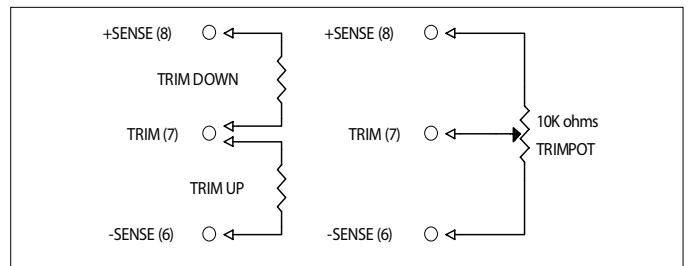 +SENSE (8)
TRIM DOWN
TRIM (7)
TRIM UP
-SENSE (6)
+SENSE (8)
10K ohms
TRIM (7)
TRIMPOT
-SENSE (6)